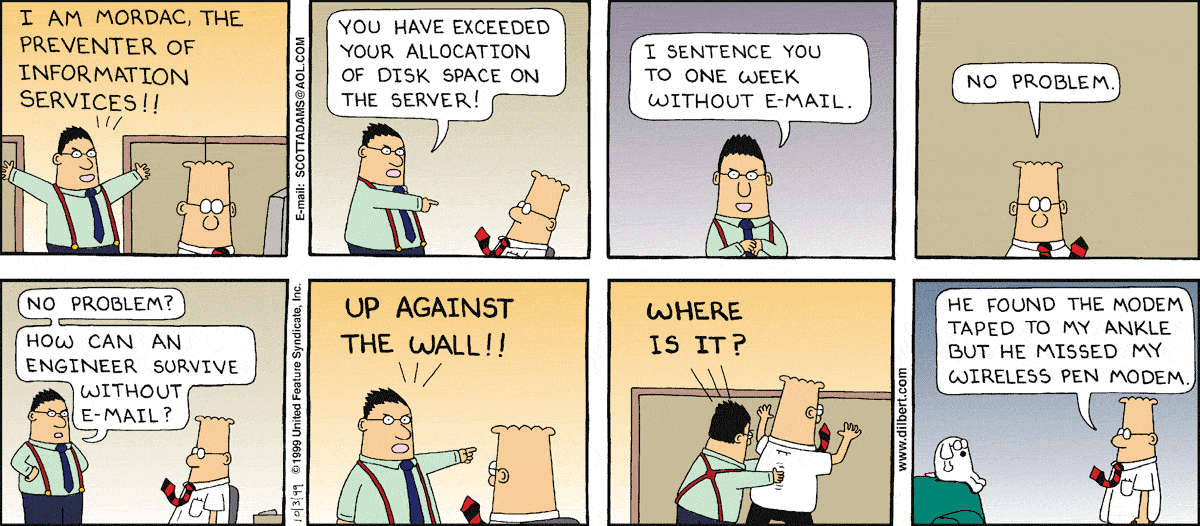 I AM MORDAC, THE
PREVENTER OF
INFORMATION
SERVICES!!
E-mail: SCOTTADAMS@AOL.COM
YOU HAVE EXCEEDED
YOUR ALLOCATION
OF DISK SPACE ON
THE SERVER!
I SENTENCE YOU
TO ONE WEEK
WITHOUT E-MAIL.
NO PROBLEM.
NO PROBLEM?
HOW CAN AN
ENGINEER SURVIVE
WITHOUT
E-MAIL?
10/3/99 © 1999 United Feature Syndicate, Inc.
UP AGAINST
THE WALL!!
WHERE
IS IT?
www.dilbert.com
HE FOUND THE MODEM
TAPED TO MY ANKLE
BUT HE MISSED MY
WIRELESS PEN MODEM.